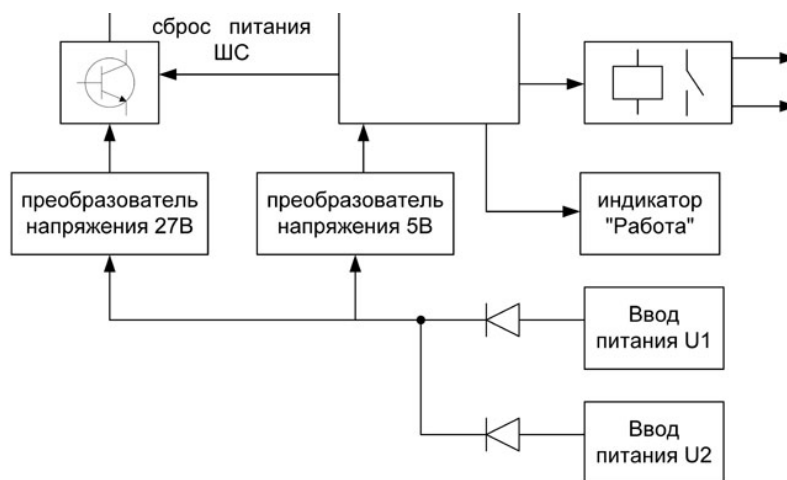 сброс питания
ШС
преобразователь
напряжения 27В
преобразователь
напряжения 5В
индикатор
"Работа"
Ввод
питания U1
Ввод
питания U2